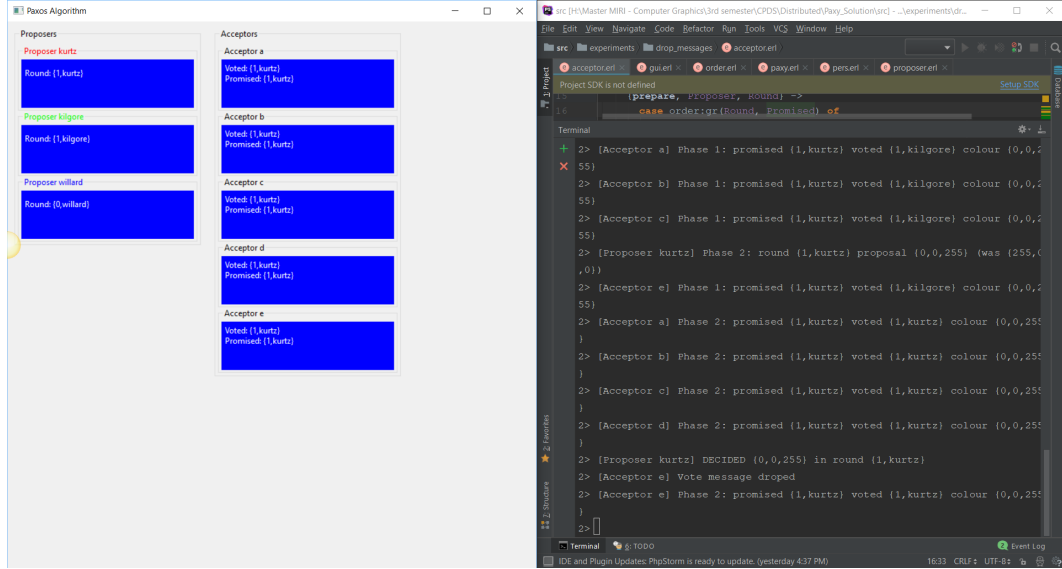 Paxos Algorithm
Proposers
Proposer kurtz
Round: {1,kurtz}
Proposer kilgore
Round: {1,kilgore}
Proposer willard
Round: {0,willard}
Acceptors
Acceptor a
Voted: {1,kurtz}
Promised: {1,kurtz}
Acceptor b
Voted: {1,kurtz}
Promised: {1,kurtz}
Acceptor c
Voted: {1,kurtz}
Promised: {1,kurtz}
Acceptor d
Voted: {1,kurtz}
Promised: {1,kurtz}
Acceptor e
Voted: {1,kurtz}
Promised: {1,kurtz}
src [H:\Master MIRI - Computer Graphics\3rd semester\CPDS\Distributed\Paxy_Solution\src] - ...\experiments\dr...
File Edit View Navigate Code Refactor Run Tools VCS Window Help
src experiments drop_messages acceptor.erl
acceptor.erl gui.erl order.erl paxy.erl pers.erl proposer.erl
Project SDK is not defined Setup SDK
15 {prepare, Proposer, Round} ->
16 case order:gr(Round, Promised) of
Terminal
2> [Acceptor a] Phase 1: promised {1,kurtz} voted {1,kilgore} colour {0,0,2
55}
2> [Acceptor b] Phase 1: promised {1,kurtz} voted {1,kilgore} colour {0,0,2
55}
2> [Acceptor c] Phase 1: promised {1,kurtz} voted {1,kilgore} colour {0,0,2
55}
2> [Proposer kurtz] Phase 2: round {1,kurtz} proposal {0,0,255} (was {255,0
,0})
2> [Acceptor e] Phase 1: promised {1,kurtz} voted {1,kilgore} colour {0,0,2
55}
2> [Acceptor a] Phase 2: promised {1,kurtz} voted {1,kurtz} colour {0,0,255
}
2> [Acceptor b] Phase 2: promised {1,kurtz} voted {1,kurtz} colour {0,0,255
}
2> [Acceptor c] Phase 2: promised {1,kurtz} voted {1,kurtz} colour {0,0,255
}
2> [Acceptor d] Phase 2: promised {1,kurtz} voted {1,kurtz} colour {0,0,255
}
2> [Proposer kurtz] DECIDED {0,0,255} in round {1,kurtz}
2> [Acceptor e] Vote message droped
2> [Acceptor e] Phase 2: promised {1,kurtz} voted {1,kurtz} colour {0,0,255
}
2>
1: Project
2: Favorites
7: Structure
Database
Terminal 6: TODO 2 Event Log
IDE and Plugin Updates: PhpStorm is ready to update. (yesterday 4:37 PM) 16:33 CRLF UTF-8